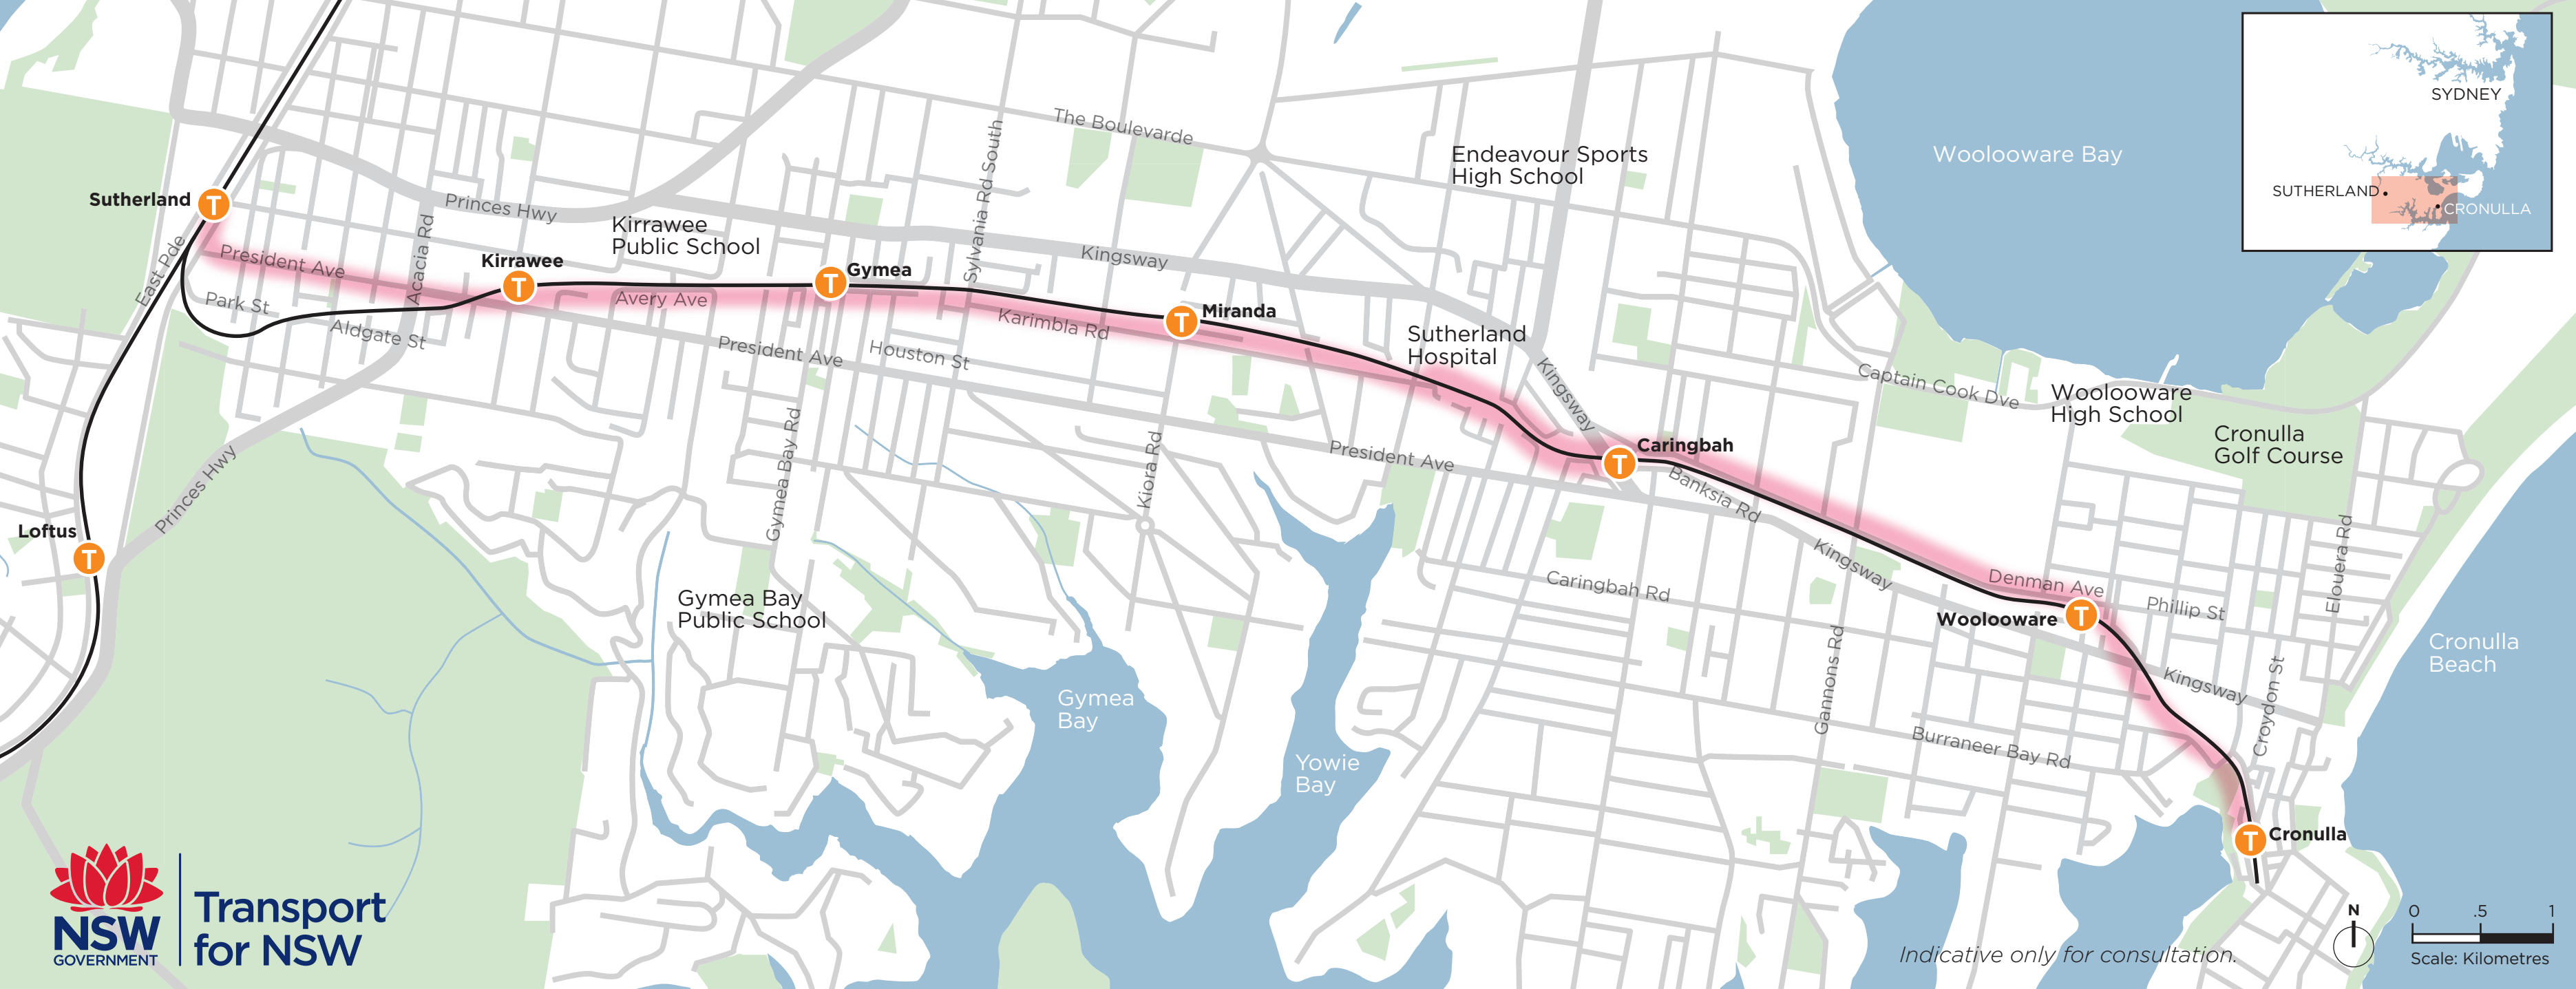 SYDNEY
SUTHERLAND
CRONULLA
The Boulevarde
Woolooware Bay
Endeavour Sports
High School
Sutherland
Princes Hwy
Sylvania Rd South
Kirrawee
Public School
East Pde
President Ave
Acacia Rd
Kirrawee
Gymea
Kingsway
Park St
Avery Ave
Aldgate St
Karimbla Rd
Miranda
President Ave
Houston St
Sutherland
Hospital
Kingsway
Captain Cook Dve
Woolooware
High School
Cronulla
Golf Course
Caringbah
President Ave
Banksia Rd
Gymea Bay Rd
Kiora Rd
Princes Hwy
Loftus
Kingsway
Caringbah Rd
Denman Ave
Phillip St
Elouera Rd
Woolooware
Gymea Bay
Public School
Cronulla
Beach
Gymea
Bay
Kingsway
Croydon St
Gannons Rd
Burraneer Bay Rd
Yowie
Bay
Cronulla
T
T
T
T
T
T
T
T
NSW
GOVERNMENT
Transport
for NSW
Indicative only for consultation.
N
0 .5 1
Scale: Kilometres